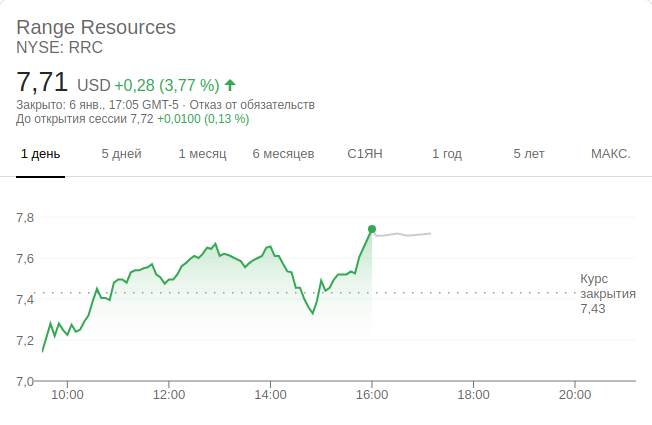 Range Resources
NYSE: RRC
7,71 USD +0,28 (3,77 %)
Закрыто: 6 янв., 17:05 GMT-5 · Отказ от обязательств
До открытия сессии 7,72 +0,0100 (0,13 %)
1 день 5 дней 1 месяц 6 месяцев С1ЯН 1 год 5 лет МАКС.
7,8
7,6
Курс
закрытия
7,43
7,4
7,2
7,0
10:00 12:00 14:00 16:00 18:00 20:00